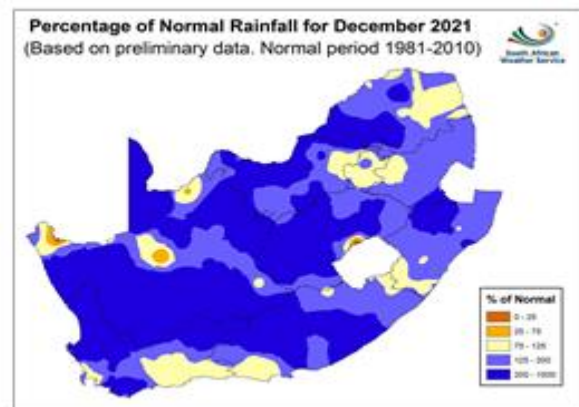 Percentage of Normal Rainfall for December 2021
(Based on preliminary data. Normal period 1981-2010)
South African
Weather Service
% of Normal
0 - 25
25 - 75
75 - 125
125 - 200
200 - 1000